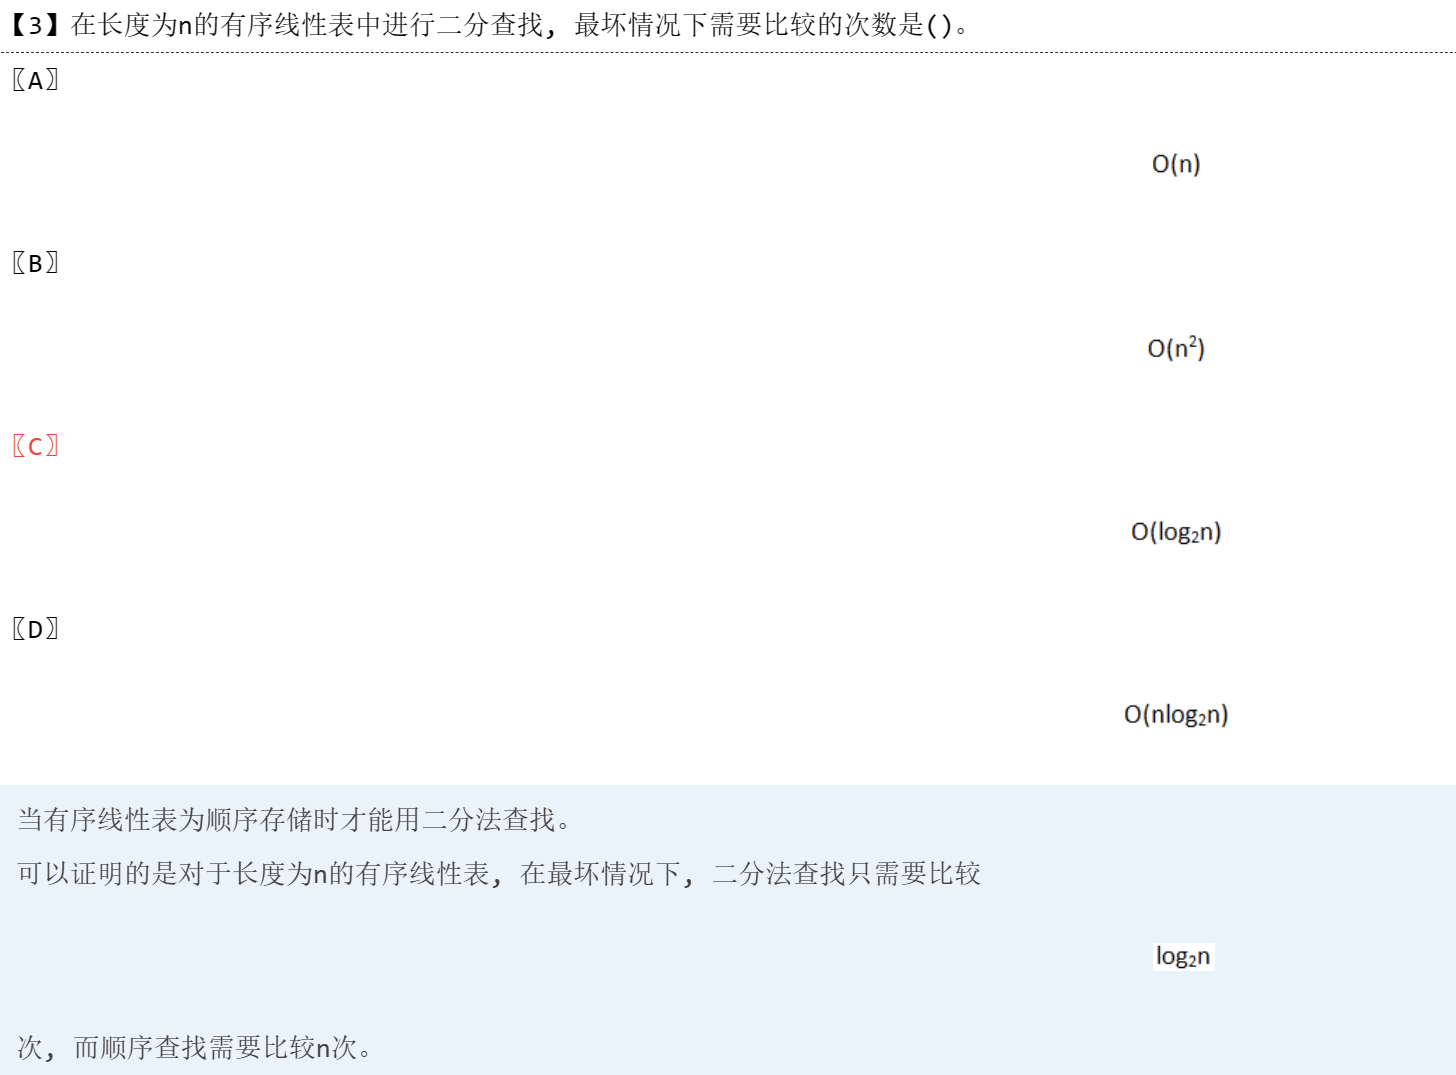 【3】在长度为n的有序线性表中进行二分查找, 最坏情况下需要比较的次数是()。
〖A〗
O(n)
〖B〗
O(n²)
〖C〗
O(log₂n)
〖D〗
O(nlog₂n)
当有序线性表为顺序存储时才能用二分法查找。
可以证明的是对于长度为n的有序线性表, 在最坏情况下, 二分法查找只需要比较
log₂n
次, 而顺序查找需要比较n次。